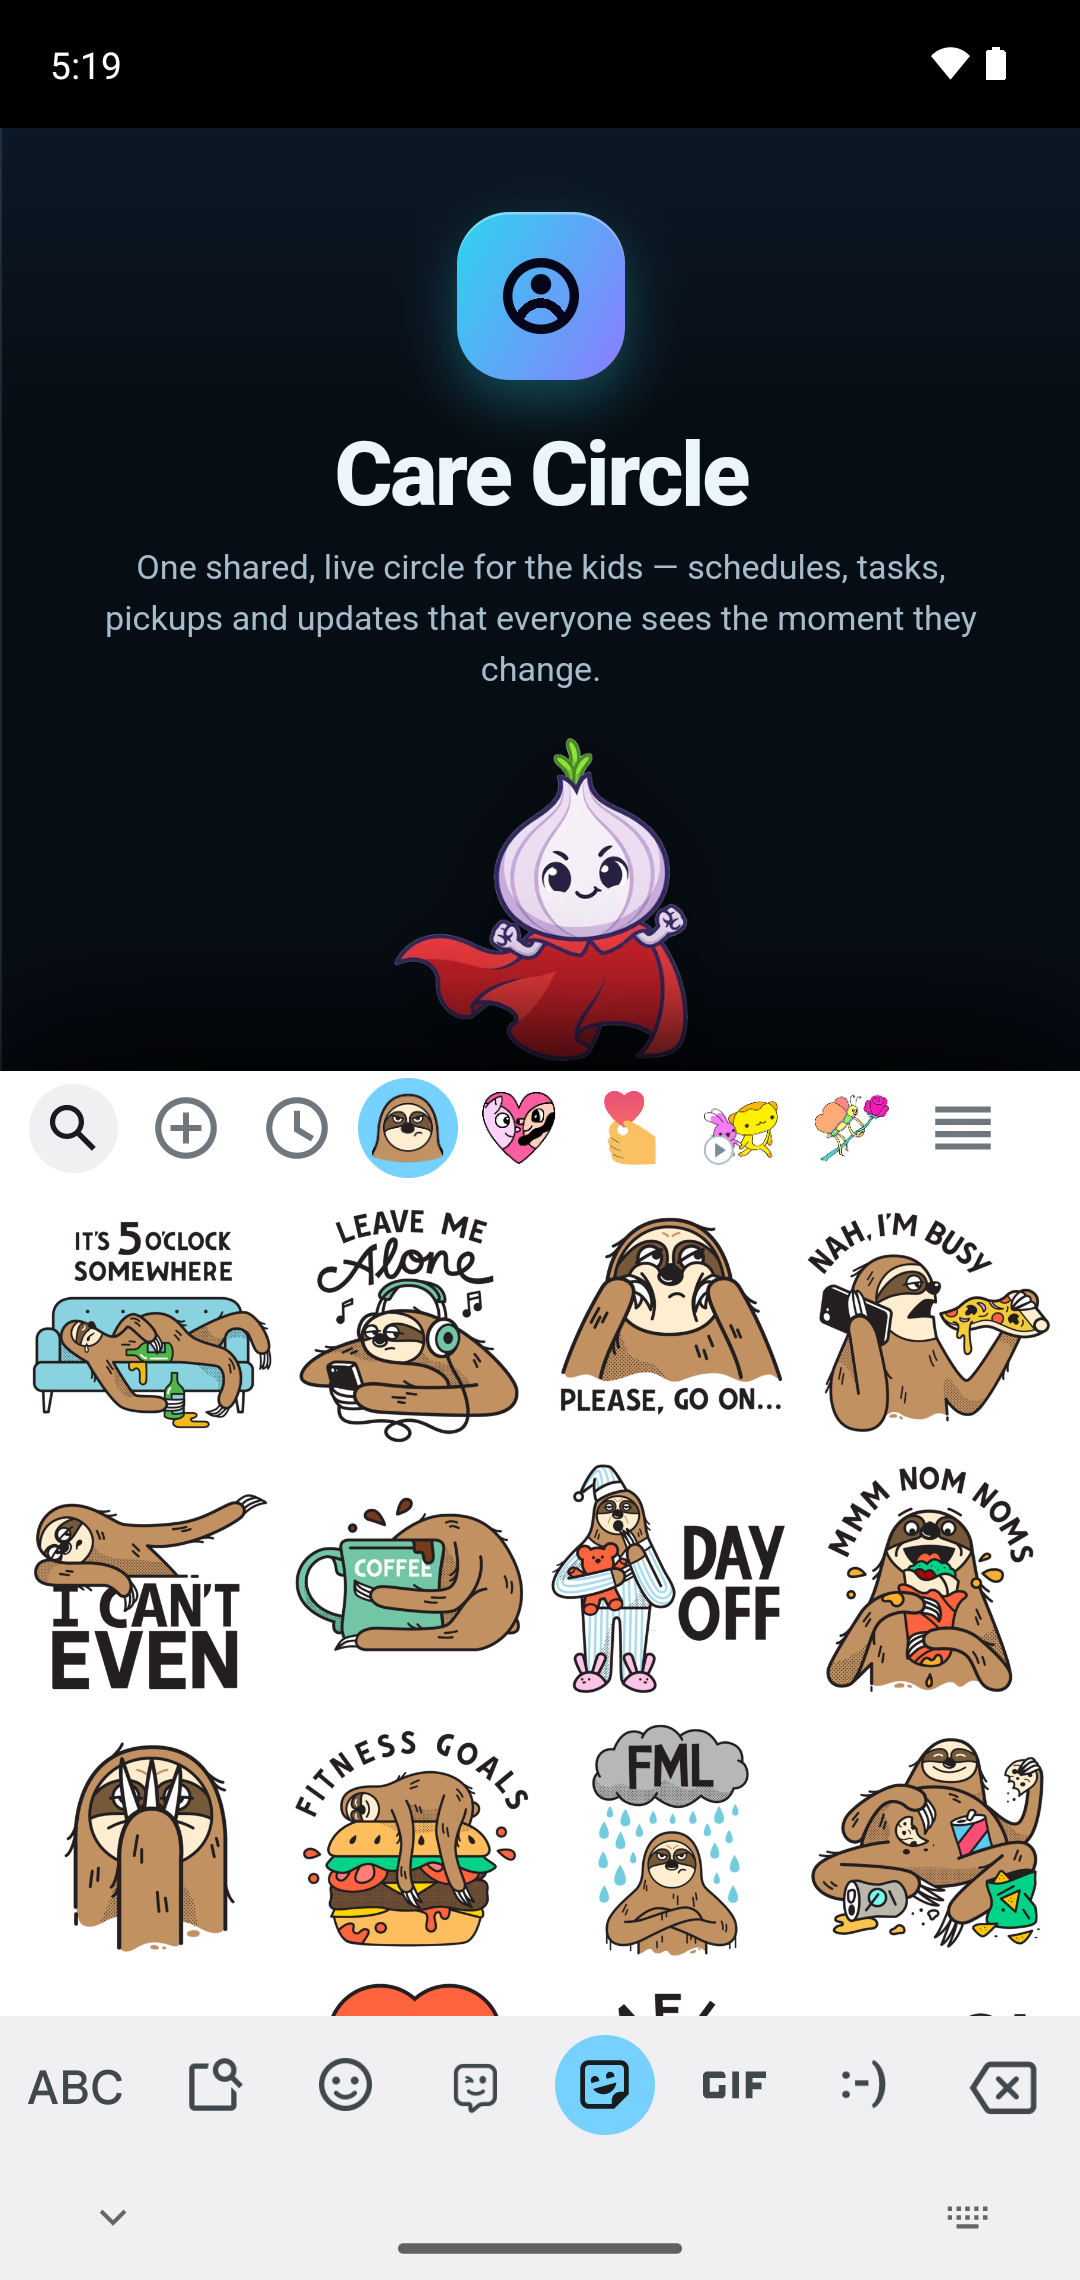 5:19
Care Circle
One shared, live circle for the kids — schedules, tasks,
pickups and updates that everyone sees the moment they
change.
IT'S 5 O'CLOCK
SOMEWHERE
LEAVE ME
Alone
PLEASE, GO ON...
NAH, I'M BUSY
I CAN'T
EVEN
COFFEE
DAY
OFF
MMM NOM NOMS
FITNESS GOALS
FML
ABC
GIF
:-)